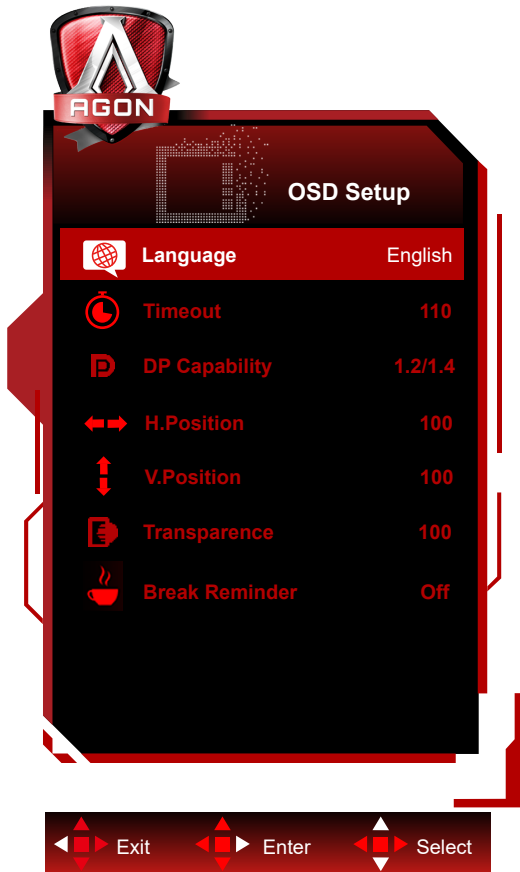 AGON
OSD Setup
Language English
Timeout 110
DP Capability 1.2/1.4
H.Position 100
V.Position 100
Transparence 100
Break Reminder Off
Exit Enter Select